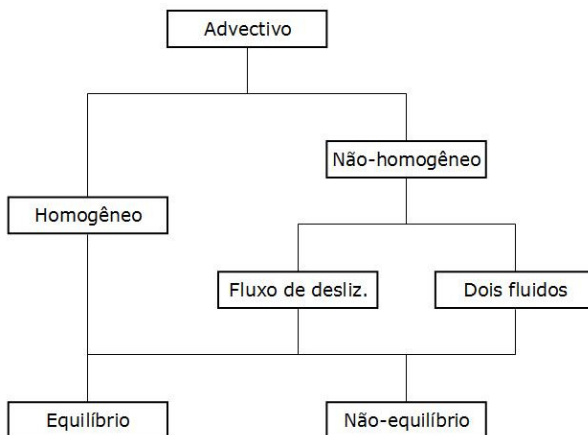 Advectivo
Não-homogêneo
Homogêneo
Fluxo de desliz.
Dois fluidos
Equilíbrio
Não-equilíbrio